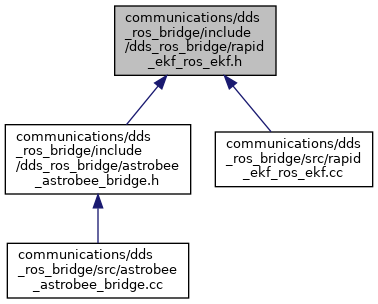 communications/dds
_ros_bridge/include
/dds_ros_bridge/rapid
_ekf_ros_ekf.h
communications/dds
_ros_bridge/include
/dds_ros_bridge/astrobee
_astrobee_bridge.h
communications/dds
_ros_bridge/src/rapid
_ekf_ros_ekf.cc
communications/dds
_ros_bridge/src/astrobee
_astrobee_bridge.cc